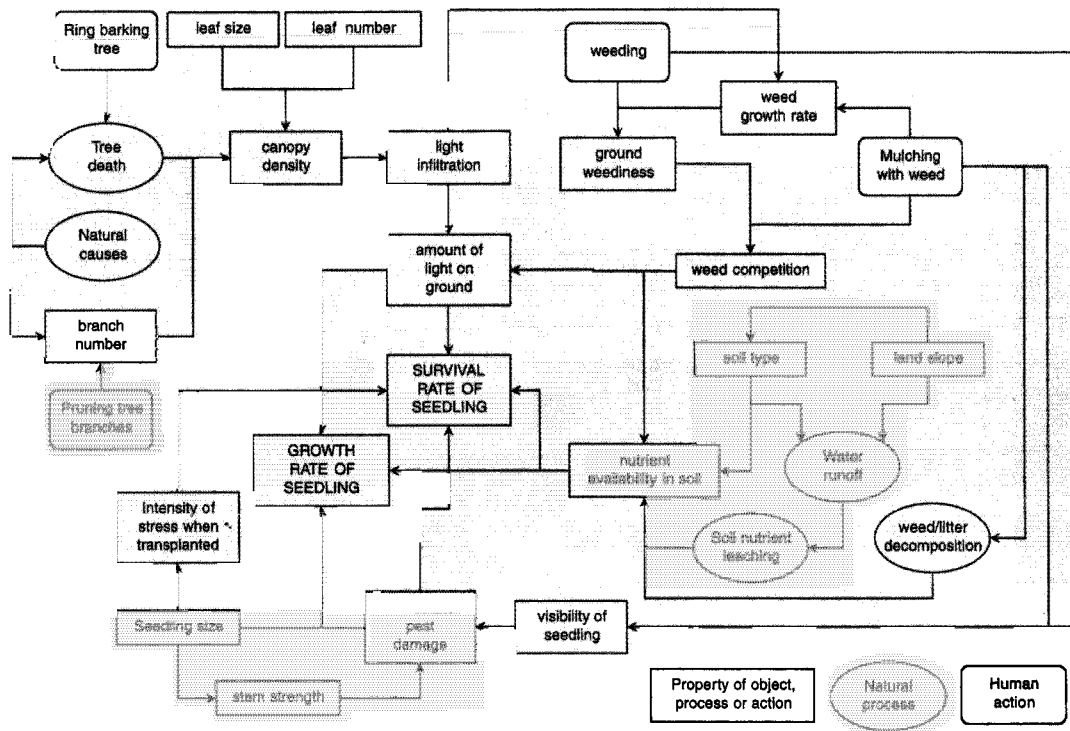 Ring barking
tree
leaf size
leaf number
weeding
weed
growth rate
Tree
death
canopy
density
light
infiltration
ground
weediness
Mulching
with weed
Natural
causes
amount of
light on
ground
weed competition
branch
number
soil type
land slope
Pruning tree
branches
SURVIVAL
RATE OF
SEEDLING
GROWTH
RATE OF
SEEDLING
nutrient
availability in soil
Water
runoff
Intensity of
stress when
transplanted
Soil nutrient
leaching
weed/litter
decomposition
Seedling size
pest
damage
visibility of
seedling
stem strength
Property of object,
process or action
Natural
process
Human
action